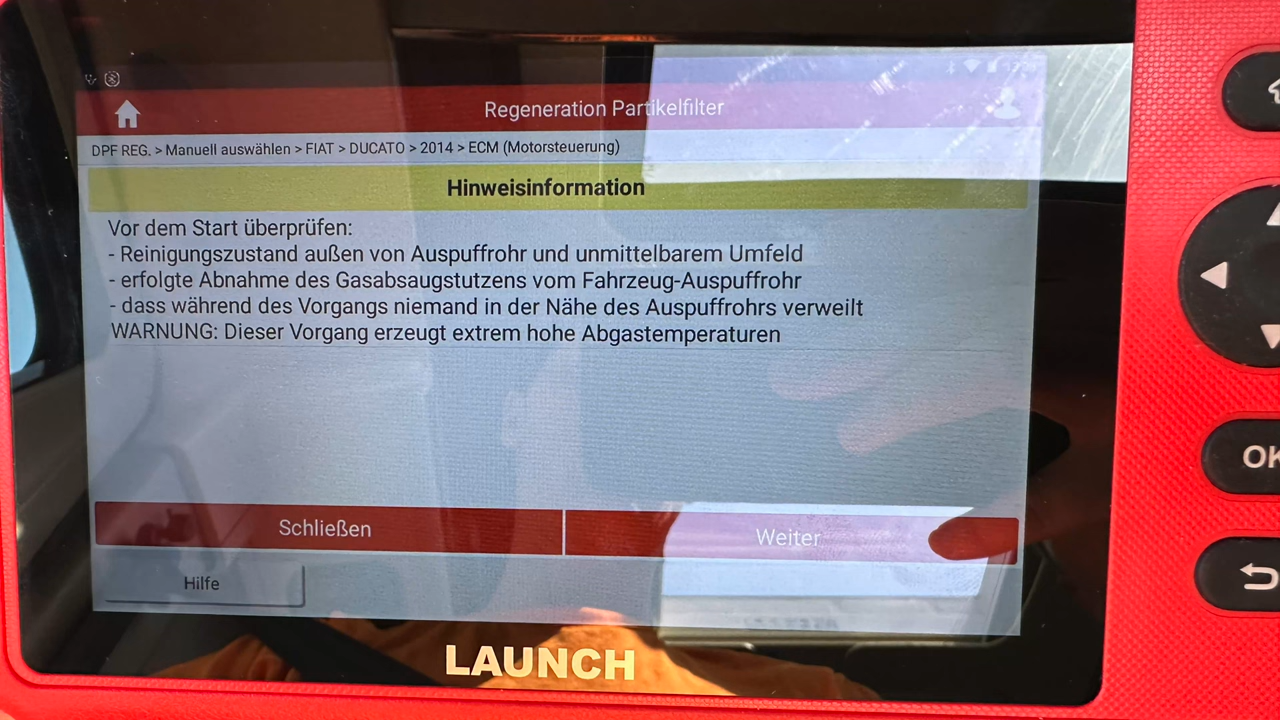 Regeneration Partikelfilter
DPF REG. > Manuell auswählen > FIAT > DUCATO > 2014 > ECM (Motorsteuerung)
Hinweisinformation
Vor dem Start überprüfen:
- Reinigungszustand außen von Auspuffrohr und unmittelbarem Umfeld
- erfolgte Abnahme des Gasabsaugstutzens vom Fahrzeug-Auspuffrohr
- dass während des Vorgangs niemand in der Nähe des Auspuffrohrs verweilt
WARNUNG: Dieser Vorgang erzeugt extrem hohe Abgastemperaturen
Schließen
Weiter
Hilfe
LAUNCH
OK